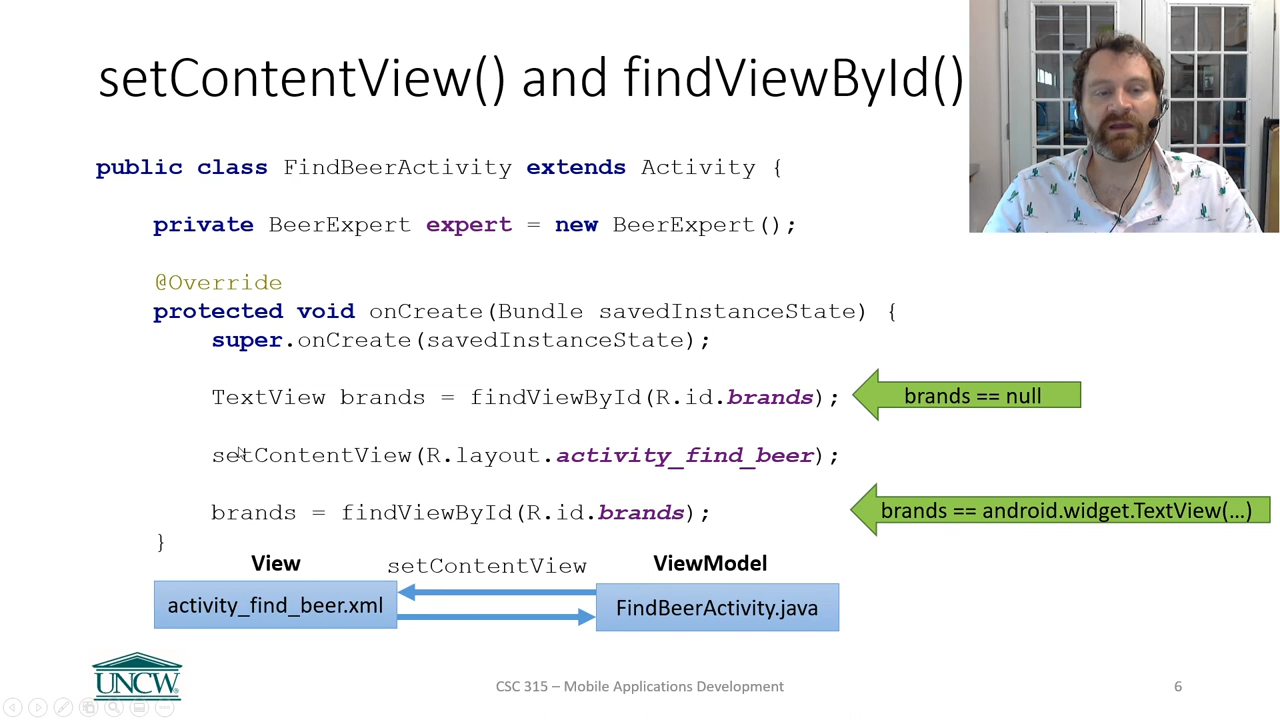 setContentView() and findViewById()
public class FindBeerActivity extends Activity {
private BeerExpert expert = new BeerExpert();
@Override
protected void onCreate(Bundle savedInstanceState) {
super.onCreate(savedInstanceState);
TextView brands = findViewById(R.id.brands);
brands == null
setContentView(R.layout.activity_find_beer);
brands = findViewById(R.id.brands);
brands == android.widget.TextView(…)
}
View
setContentView
ViewModel
activity_find_beer.xml
FindBeerActivity.java
UNCW
CSC 315 – Mobile Applications Development
6